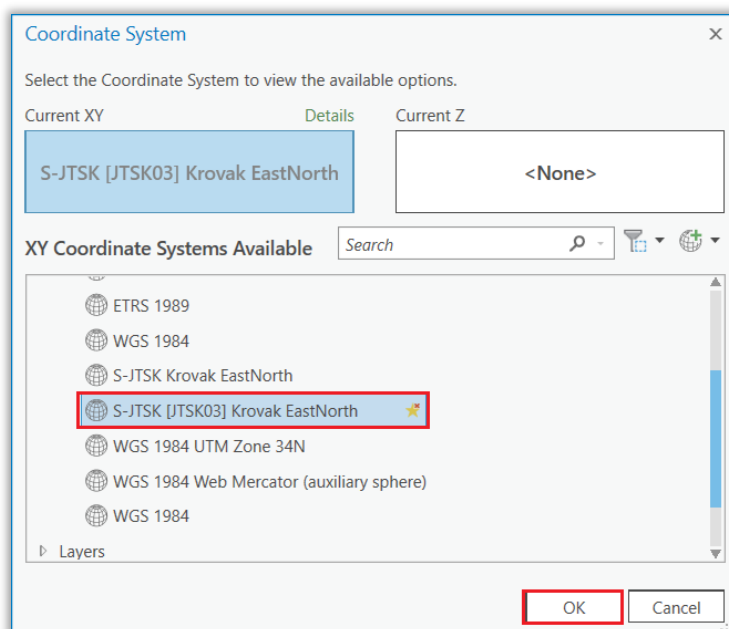 Coordinate System
Select the Coordinate System to view the available options.
Current XY Details Current Z
S-JTSK [JTSK03] Krovak EastNorth <None>
XY Coordinate Systems Available Search
ETRS 1989
WGS 1984
S-JTSK Krovak EastNorth
S-JTSK [JTSK03] Krovak EastNorth
WGS 1984 UTM Zone 34N
WGS 1984 Web Mercator (auxiliary sphere)
WGS 1984
Layers
OK Cancel